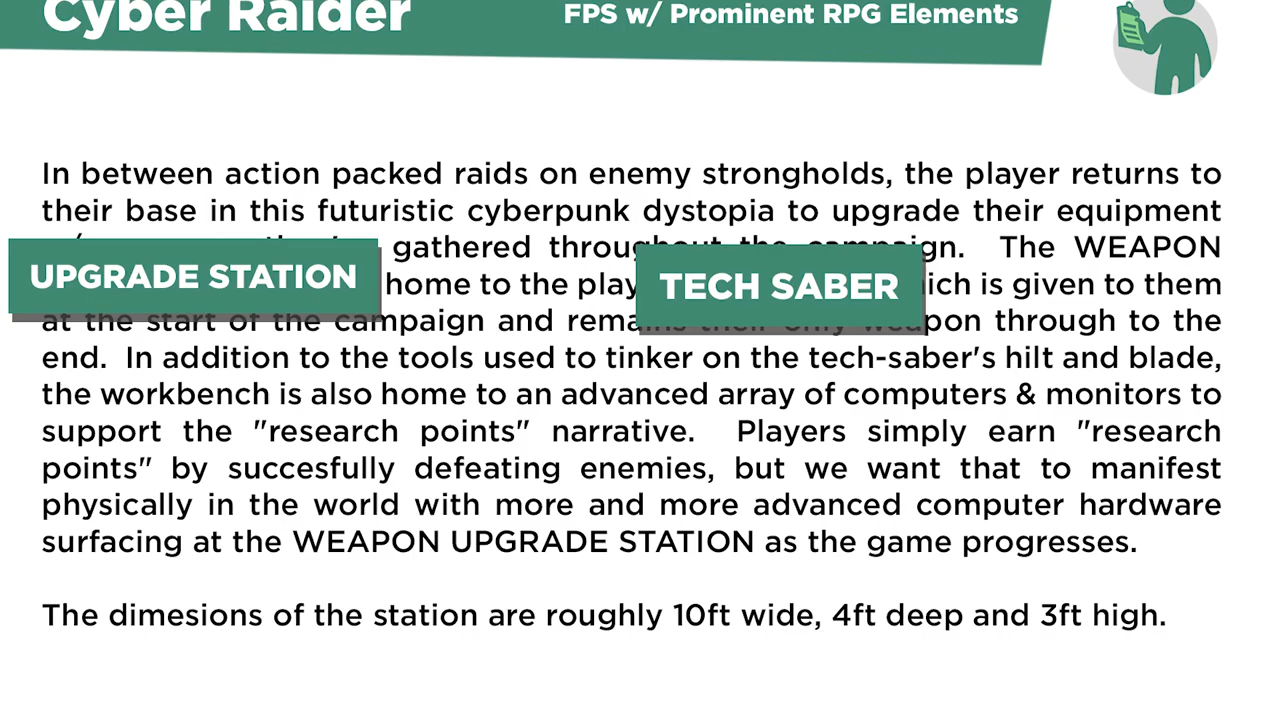 Cyber Raider
FPS w/ Prominent RPG Elements
In between action packed raids on enemy strongholds, the player returns to
their base in this futuristic cyberpunk dystopia to upgrade their equipment
gathered throughout the campaign. The WEAPON
UPGRADE STATION
home to the
TECH SABER
is given to them
at the start of the campaign and remains their only weapon through to the
end. In addition to the tools used to tinker on the tech-saber's hilt and blade,
the workbench is also home to an advanced array of computers & monitors to
support the "research points" narrative. Players simply earn "research
points" by succesfully defeating enemies, but we want that to manifest
physically in the world with more and more advanced computer hardware
surfacing at the WEAPON UPGRADE STATION as the game progresses.
The dimesions of the station are roughly 10ft wide, 4ft deep and 3ft high.